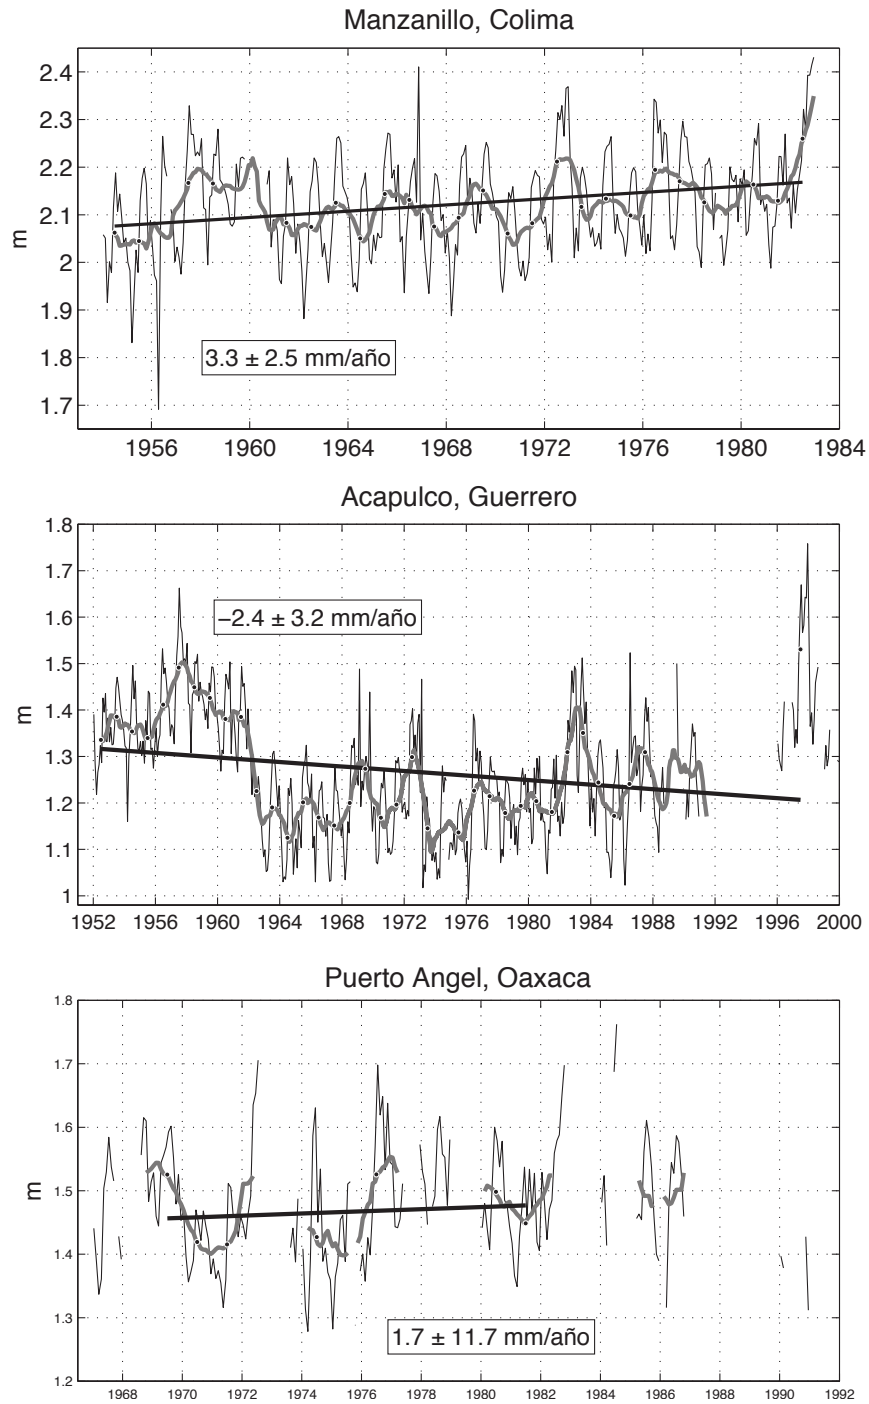 Manzanillo, Colima
2.4
2.3
2.2
2.1
2
1.9
1.8
1.7
m
3.3 ± 2.5 mm/año
1956 1960 1964 1968 1972 1976 1980 1984
Acapulco, Guerrero
1.8
1.7
1.6
1.5
1.4
1.3
1.2
1.1
1
m
−2.4 ± 3.2 mm/año
1952 1956 1960 1964 1968 1972 1976 1980 1984 1988 1992 1996 2000
Puerto Angel, Oaxaca
1.8
1.7
1.6
1.5
1.4
1.3
1.2
m
1.7 ± 11.7 mm/año
1968 1970 1972 1974 1976 1978 1980 1982 1984 1986 1988 1990 1992